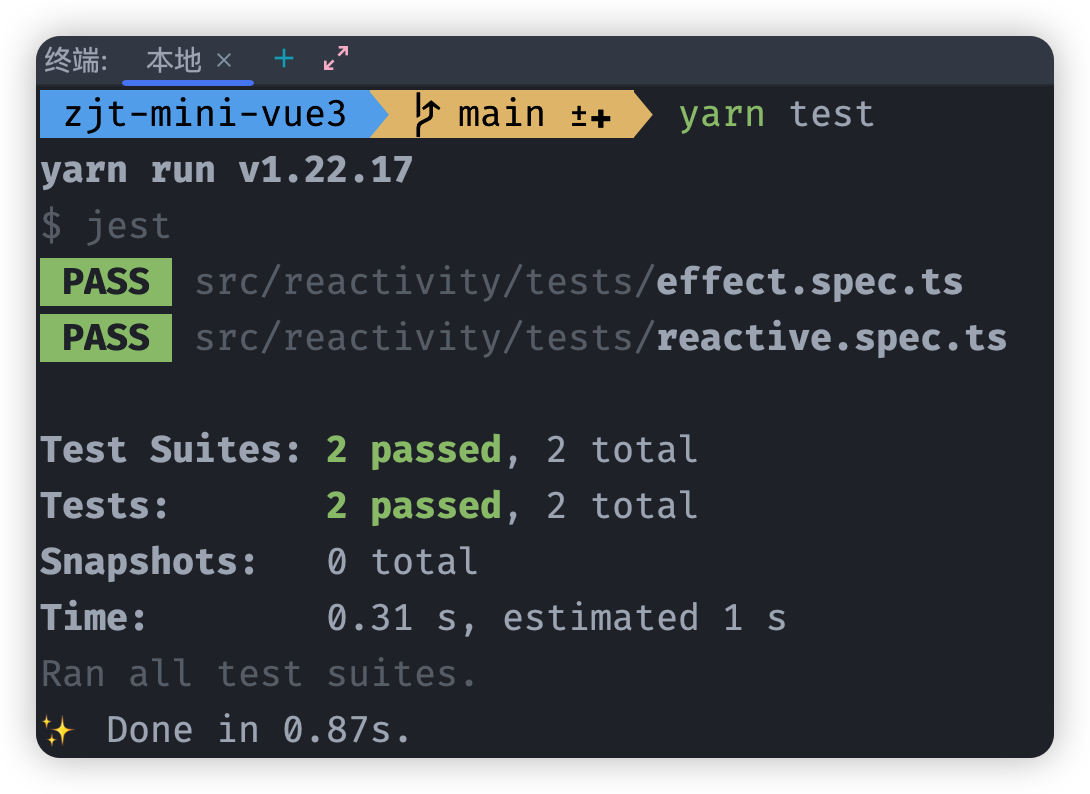 终端: 本地 × +
zjt-mini-vue3 main ±+ yarn test
yarn run v1.22.17
$ jest
PASS src/reactivity/tests/effect.spec.ts
PASS src/reactivity/tests/reactive.spec.ts
Test Suites: 2 passed, 2 total
Tests: 2 passed, 2 total
Snapshots: 0 total
Time: 0.31 s, estimated 1 s
Ran all test suites.
✨ Done in 0.87s.